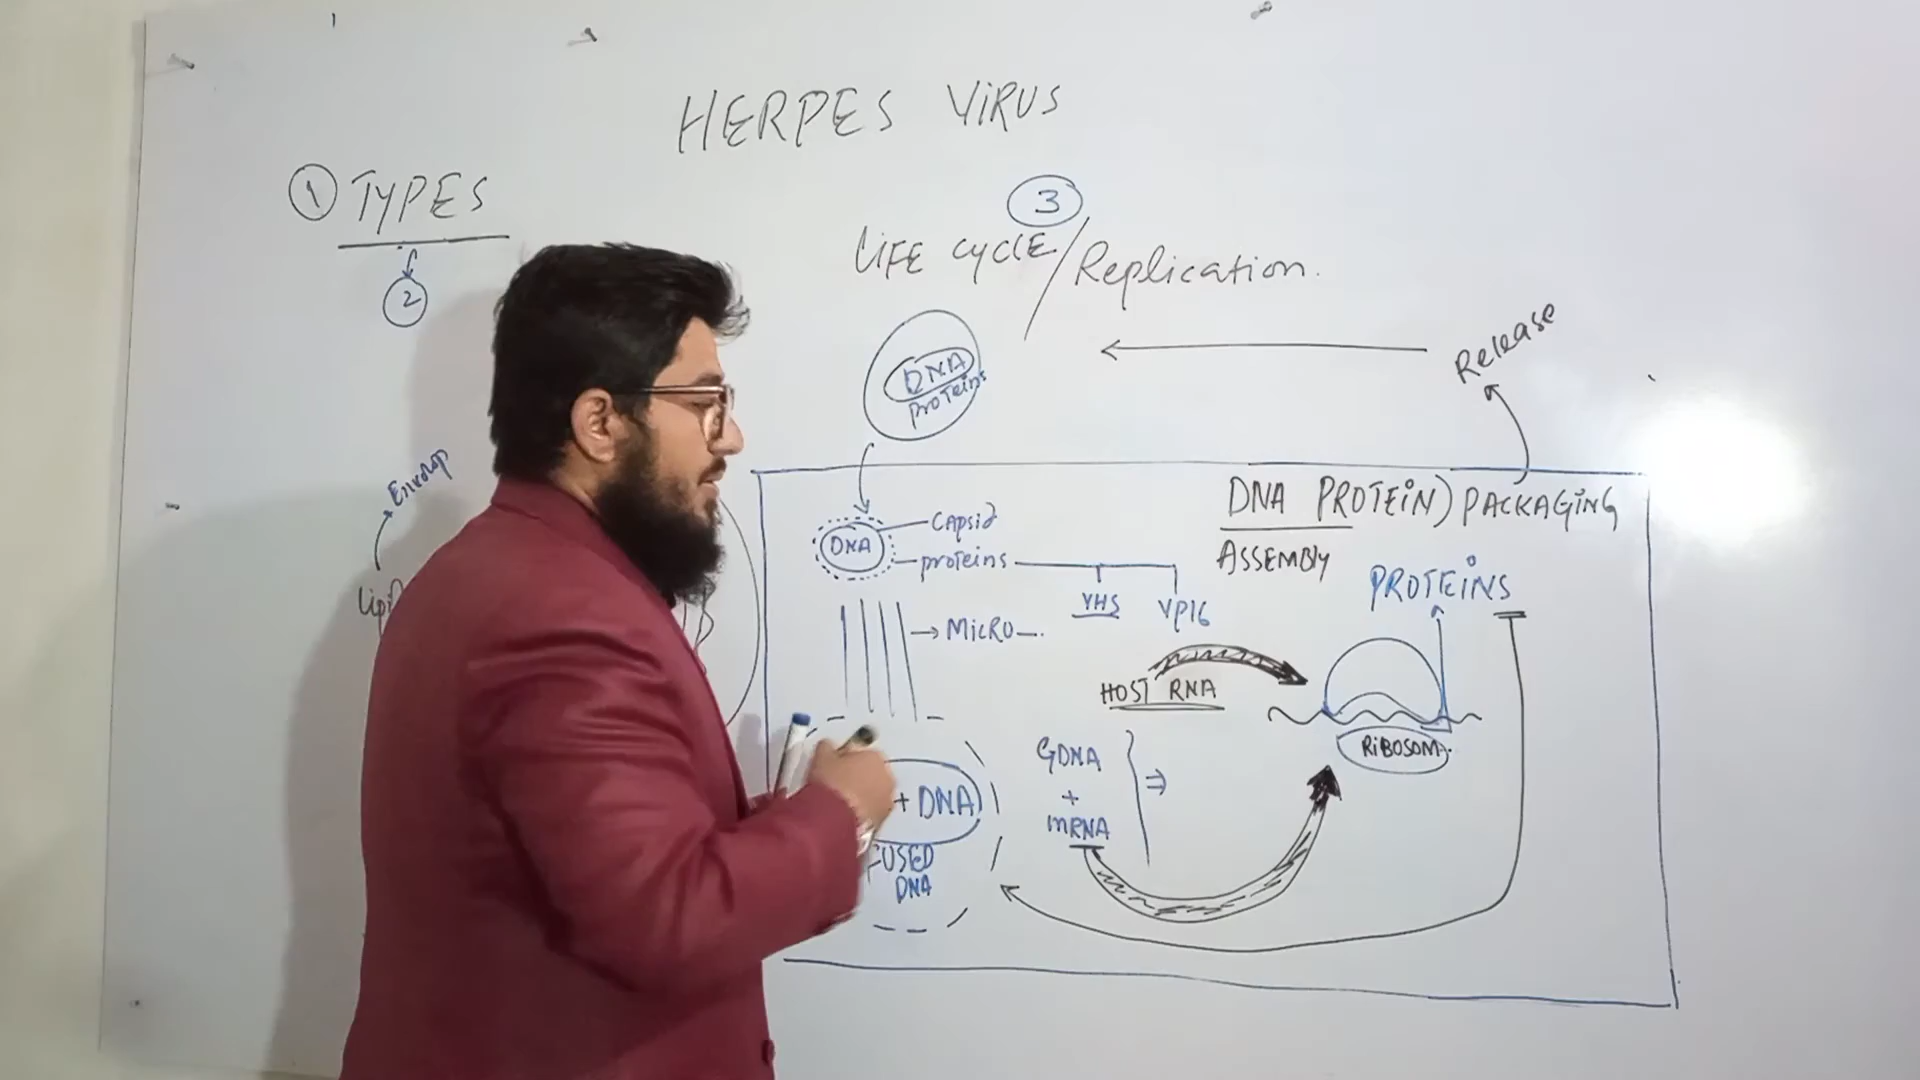 HERPES VIRUS
1 TYPES
2
3
LIFE CYCLE/Replication.
DNA
proteins
Release
Envelop
DNA
Capsid
proteins
VHS
VP16
MICRO
DNA PROTEIN) PACKAGING
ASSEMBLY
PROTEINS
HOST RNA
RIBOSOM.
GDNA
+
mRNA
+ DNA
FUSED
DNA